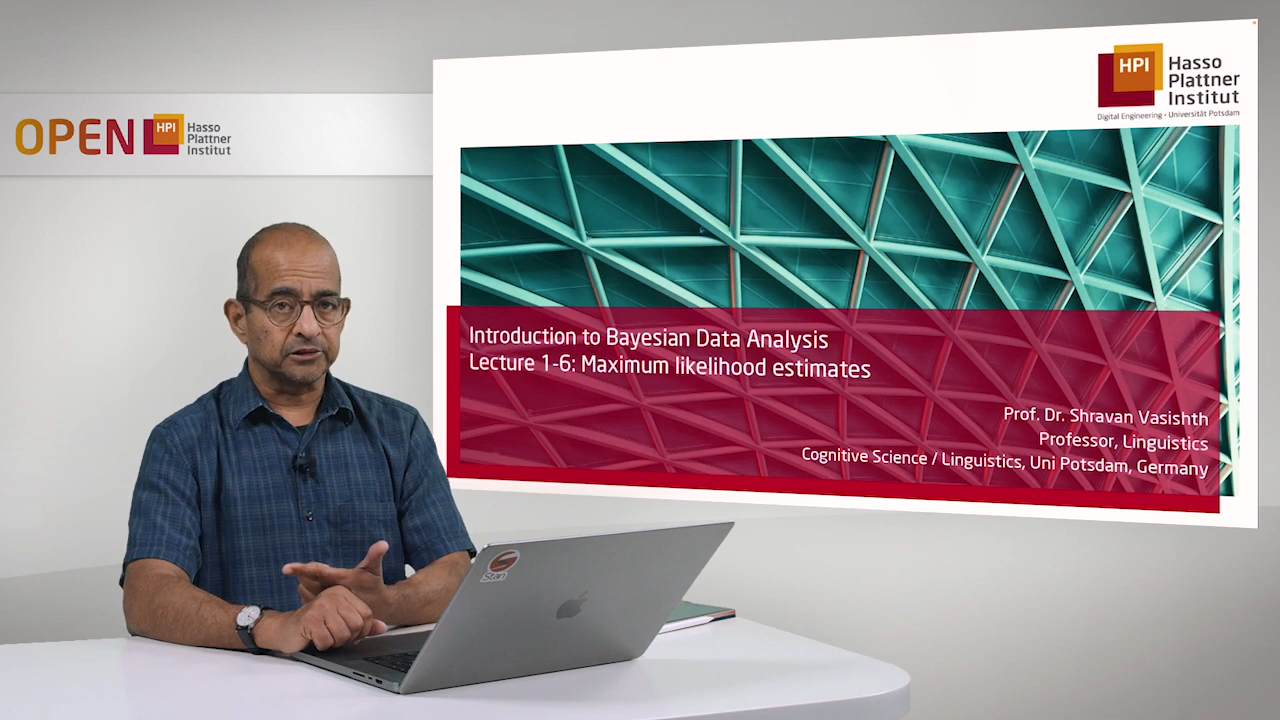 OPEN
HPI
Hasso
Plattner
Institut
HPI
Hasso
Plattner
Institut
Digital Engineering • Universität Potsdam
Introduction to Bayesian Data Analysis
Lecture 1-6: Maximum likelihood estimates
Prof. Dr. Shravan Vasishth
Professor, Linguistics
Cognitive Science / Linguistics, Uni Potsdam, Germany
Stan